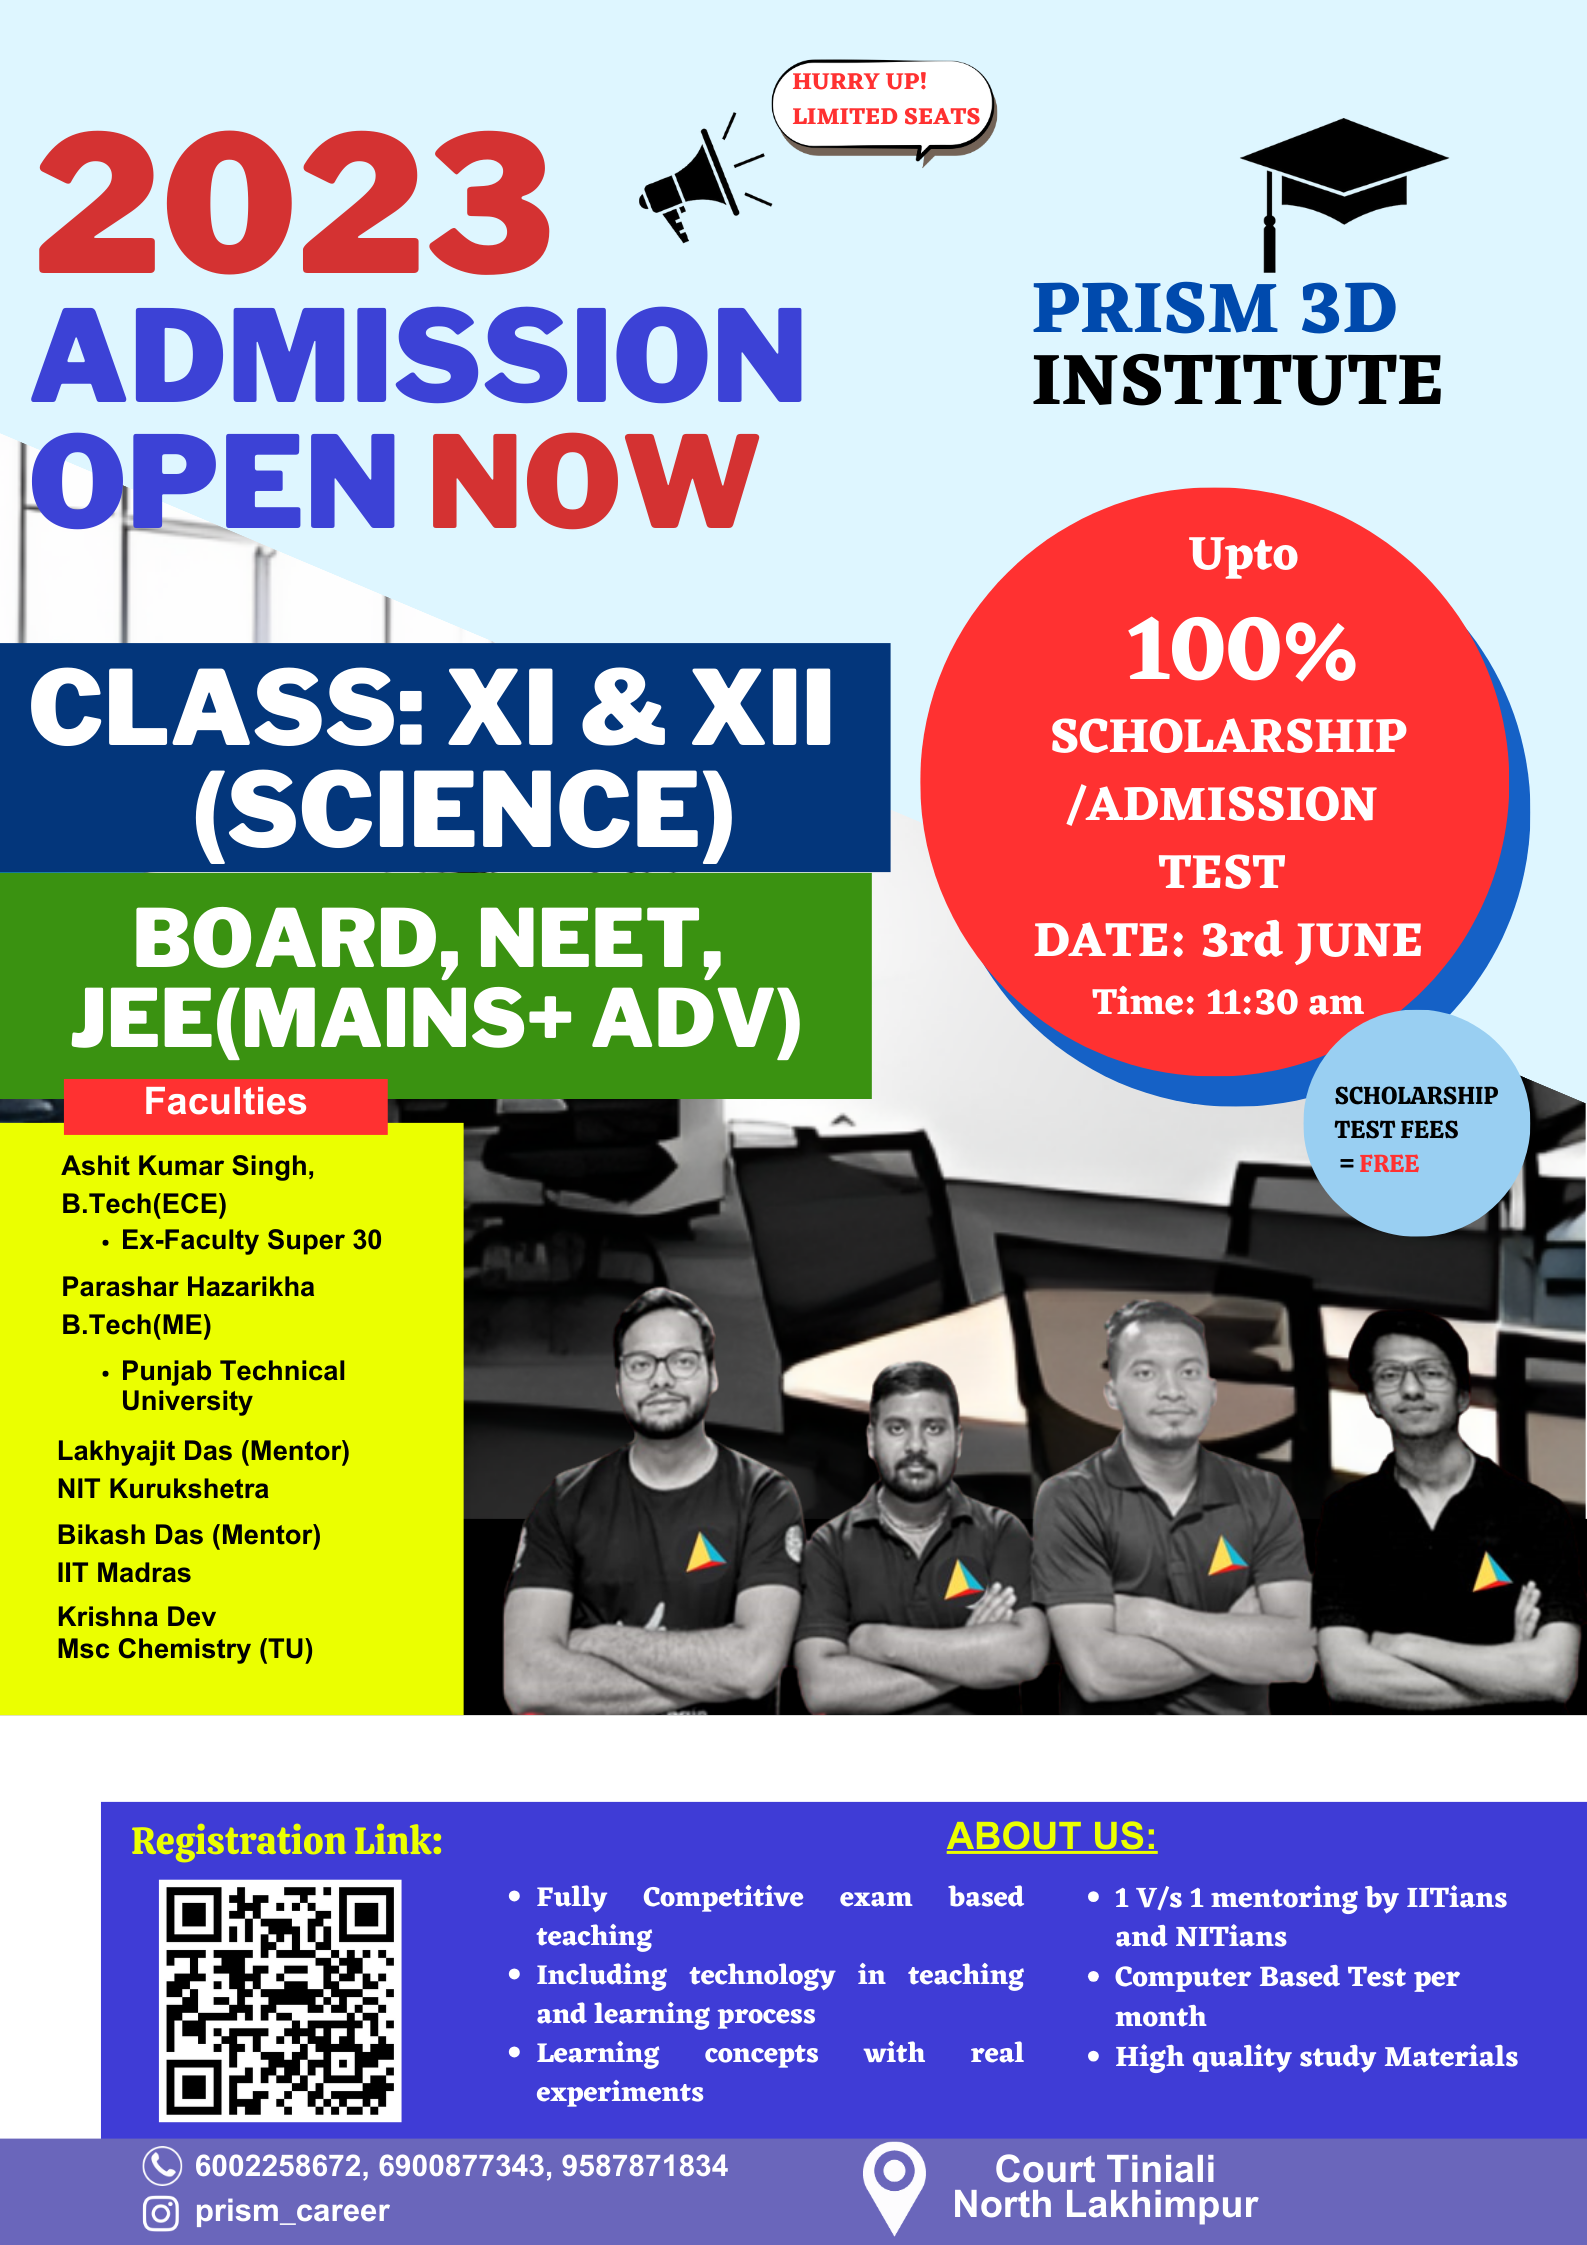 HURRY UP!
LIMITED SEATS
2023
ADMISSION
OPEN NOW
PRISM 3D
INSTITUTE
Upto
100%
SCHOLARSHIP
/ADMISSION
TEST
DATE: 3rd JUNE
Time: 11:30 am
SCHOLARSHIP
TEST FEES
= FREE
CLASS: XI & XII
(SCIENCE)
BOARD, NEET,
JEE(MAINS+ ADV)
Faculties
Ashit Kumar Singh,
B.Tech(ECE)
• Ex-Faculty Super 30
Parashar Hazarikha
B.Tech(ME)
• Punjab Technical
University
Lakhyajit Das (Mentor)
NIT Kurukshetra
Bikash Das (Mentor)
IIT Madras
Krishna Dev
Msc Chemistry (TU)
Registration Link:
ABOUT US:
• Fully Competitive exam based
teaching
• Including technology in teaching
and learning process
• Learning concepts with real
experiments
• 1 V/s 1 mentoring by IITians
and NITians
• Computer Based Test per
month
• High quality study Materials
6002258672, 6900877343, 9587871834
prism_career
Court Tiniali
North Lakhimpur